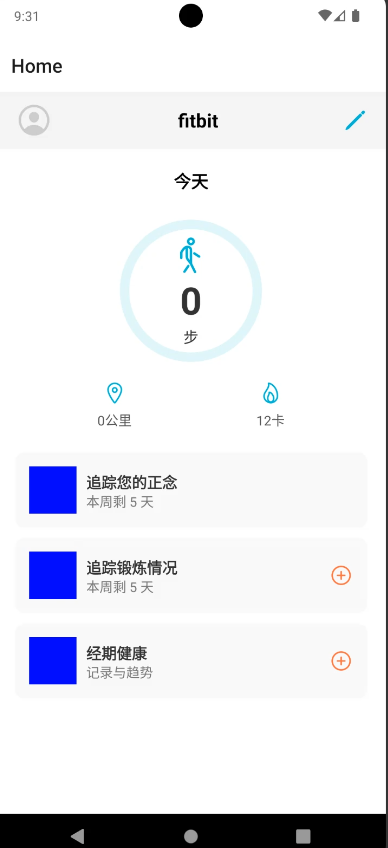 9:31
Home
fitbit
今天
0
步
0公里
12卡
追踪您的正念
本周剩 5 天
追踪锻炼情况
本周剩 5 天
经期健康
记录与趋势